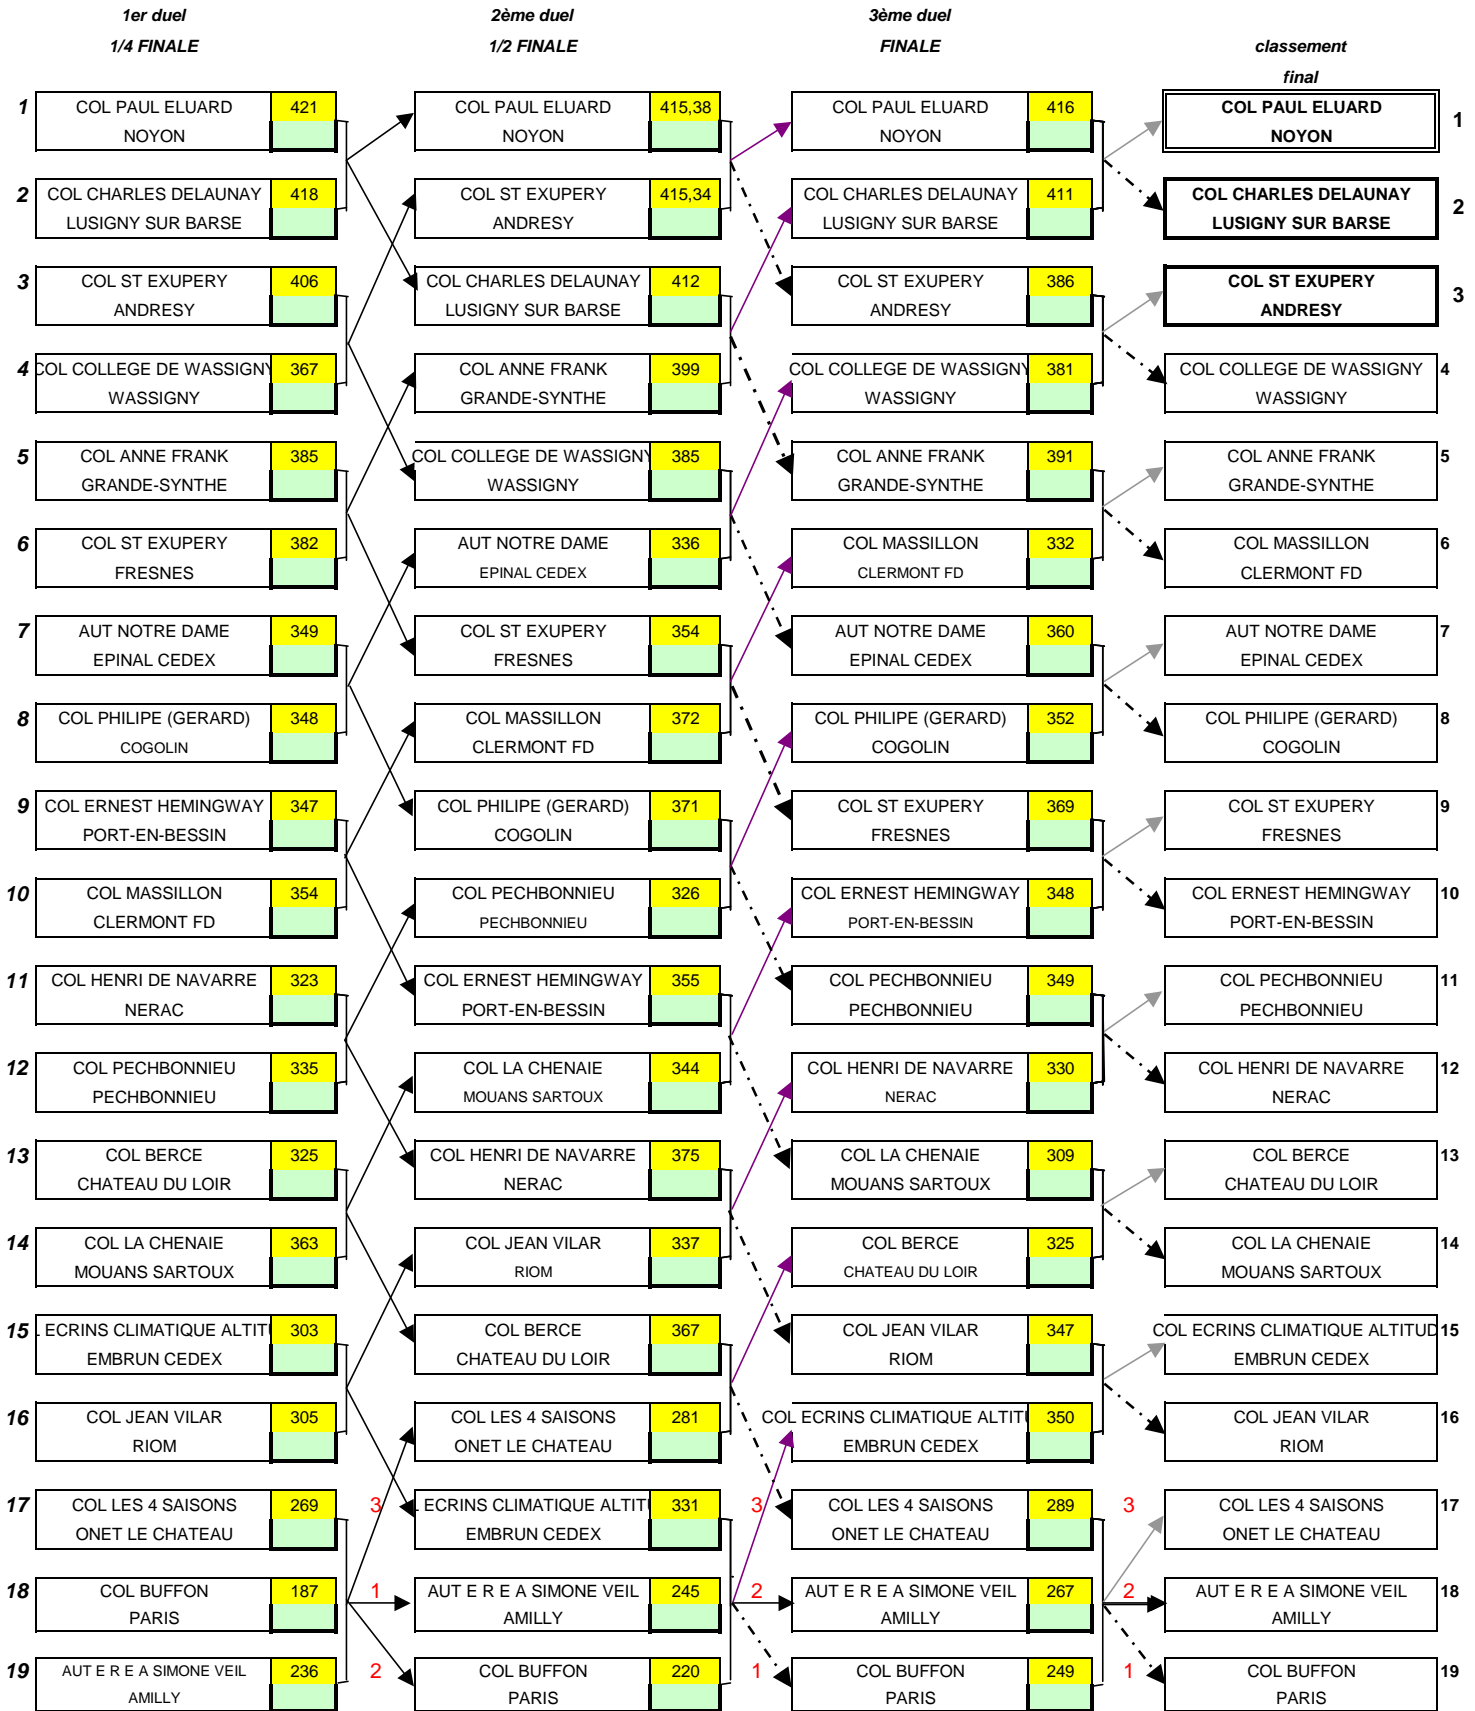 1er duel
2ème duel
3ème duel
1/4 FINALE
1/2 FINALE
FINALE
classement
final
1
COL PAUL ELUARD
421
COL PAUL ELUARD
415,38
COL PAUL ELUARD
416
COL PAUL ELUARD
1
NOYON
NOYON
NOYON
NOYON
2
COL CHARLES DELAUNAY
418
COL ST EXUPERY
415,34
COL CHARLES DELAUNAY
411
COL CHARLES DELAUNAY
2
LUSIGNY SUR BARSE
ANDRESY
LUSIGNY SUR BARSE
LUSIGNY SUR BARSE
3
COL ST EXUPERY
406
COL CHARLES DELAUNAY
412
COL ST EXUPERY
386
COL ST EXUPERY
3
ANDRESY
LUSIGNY SUR BARSE
ANDRESY
ANDRESY
4
COL COLLEGE DE WASSIGNY
367
COL ANNE FRANK
399
COL COLLEGE DE WASSIGNY
381
COL COLLEGE DE WASSIGNY
4
WASSIGNY
GRANDE-SYNTHE
WASSIGNY
WASSIGNY
5
COL ANNE FRANK
385
COL COLLEGE DE WASSIGNY
385
COL ANNE FRANK
391
COL ANNE FRANK
5
GRANDE-SYNTHE
WASSIGNY
GRANDE-SYNTHE
GRANDE-SYNTHE
6
COL ST EXUPERY
382
AUT NOTRE DAME
336
COL MASSILLON
332
COL MASSILLON
6
FRESNES
EPINAL CEDEX
CLERMONT FD
CLERMONT FD
7
AUT NOTRE DAME
349
COL ST EXUPERY
354
AUT NOTRE DAME
360
AUT NOTRE DAME
7
EPINAL CEDEX
FRESNES
EPINAL CEDEX
EPINAL CEDEX
8
COL PHILIPE (GERARD)
348
COL MASSILLON
372
COL PHILIPE (GERARD)
352
COL PHILIPE (GERARD)
8
COGOLIN
CLERMONT FD
COGOLIN
COGOLIN
9
COL ERNEST HEMINGWAY
347
COL PHILIPE (GERARD)
371
COL ST EXUPERY
369
COL ST EXUPERY
9
PORT-EN-BESSIN
COGOLIN
FRESNES
FRESNES
10
COL MASSILLON
354
COL PECHBONNIEU
326
COL ERNEST HEMINGWAY
348
COL ERNEST HEMINGWAY
10
CLERMONT FD
PECHBONNIEU
PORT-EN-BESSIN
PORT-EN-BESSIN
11
COL HENRI DE NAVARRE
323
COL ERNEST HEMINGWAY
355
COL PECHBONNIEU
349
COL PECHBONNIEU
11
NERAC
PORT-EN-BESSIN
PECHBONNIEU
PECHBONNIEU
12
COL PECHBONNIEU
335
COL LA CHENAIE
344
COL HENRI DE NAVARRE
330
COL HENRI DE NAVARRE
12
PECHBONNIEU
MOUANS SARTOUX
NERAC
NERAC
13
COL BERCE
325
COL HENRI DE NAVARRE
375
COL LA CHENAIE
309
COL BERCE
13
CHATEAU DU LOIR
NERAC
MOUANS SARTOUX
CHATEAU DU LOIR
14
COL LA CHENAIE
363
COL JEAN VILAR
337
COL BERCE
325
COL LA CHENAIE
14
MOUANS SARTOUX
RIOM
CHATEAU DU LOIR
MOUANS SARTOUX
15
ECRINS CLIMATIQUE ALTIT
303
COL BERCE
367
COL JEAN VILAR
347
COL ECRINS CLIMATIQUE ALTITUD
15
EMBRUN CEDEX
CHATEAU DU LOIR
RIOM
EMBRUN CEDEX
16
COL JEAN VILAR
305
COL LES 4 SAISONS
281
COL ECRINS CLIMATIQUE ALTIT
350
COL JEAN VILAR
16
RIOM
ONET LE CHATEAU
EMBRUN CEDEX
RIOM
17
COL LES 4 SAISONS
269
3
ECRINS CLIMATIQUE ALTIT
331
3
COL LES 4 SAISONS
289
3
COL LES 4 SAISONS
17
ONET LE CHATEAU
EMBRUN CEDEX
ONET LE CHATEAU
ONET LE CHATEAU
18
COL BUFFON
187
1
AUT E R E A SIMONE VEIL
245
2
AUT E R E A SIMONE VEIL
267
2
AUT E R E A SIMONE VEIL
18
PARIS
AMILLY
AMILLY
AMILLY
19
AUT E R E A SIMONE VEIL
236
2
COL BUFFON
220
1
COL BUFFON
249
1
COL BUFFON
19
AMILLY
PARIS
PARIS
PARIS